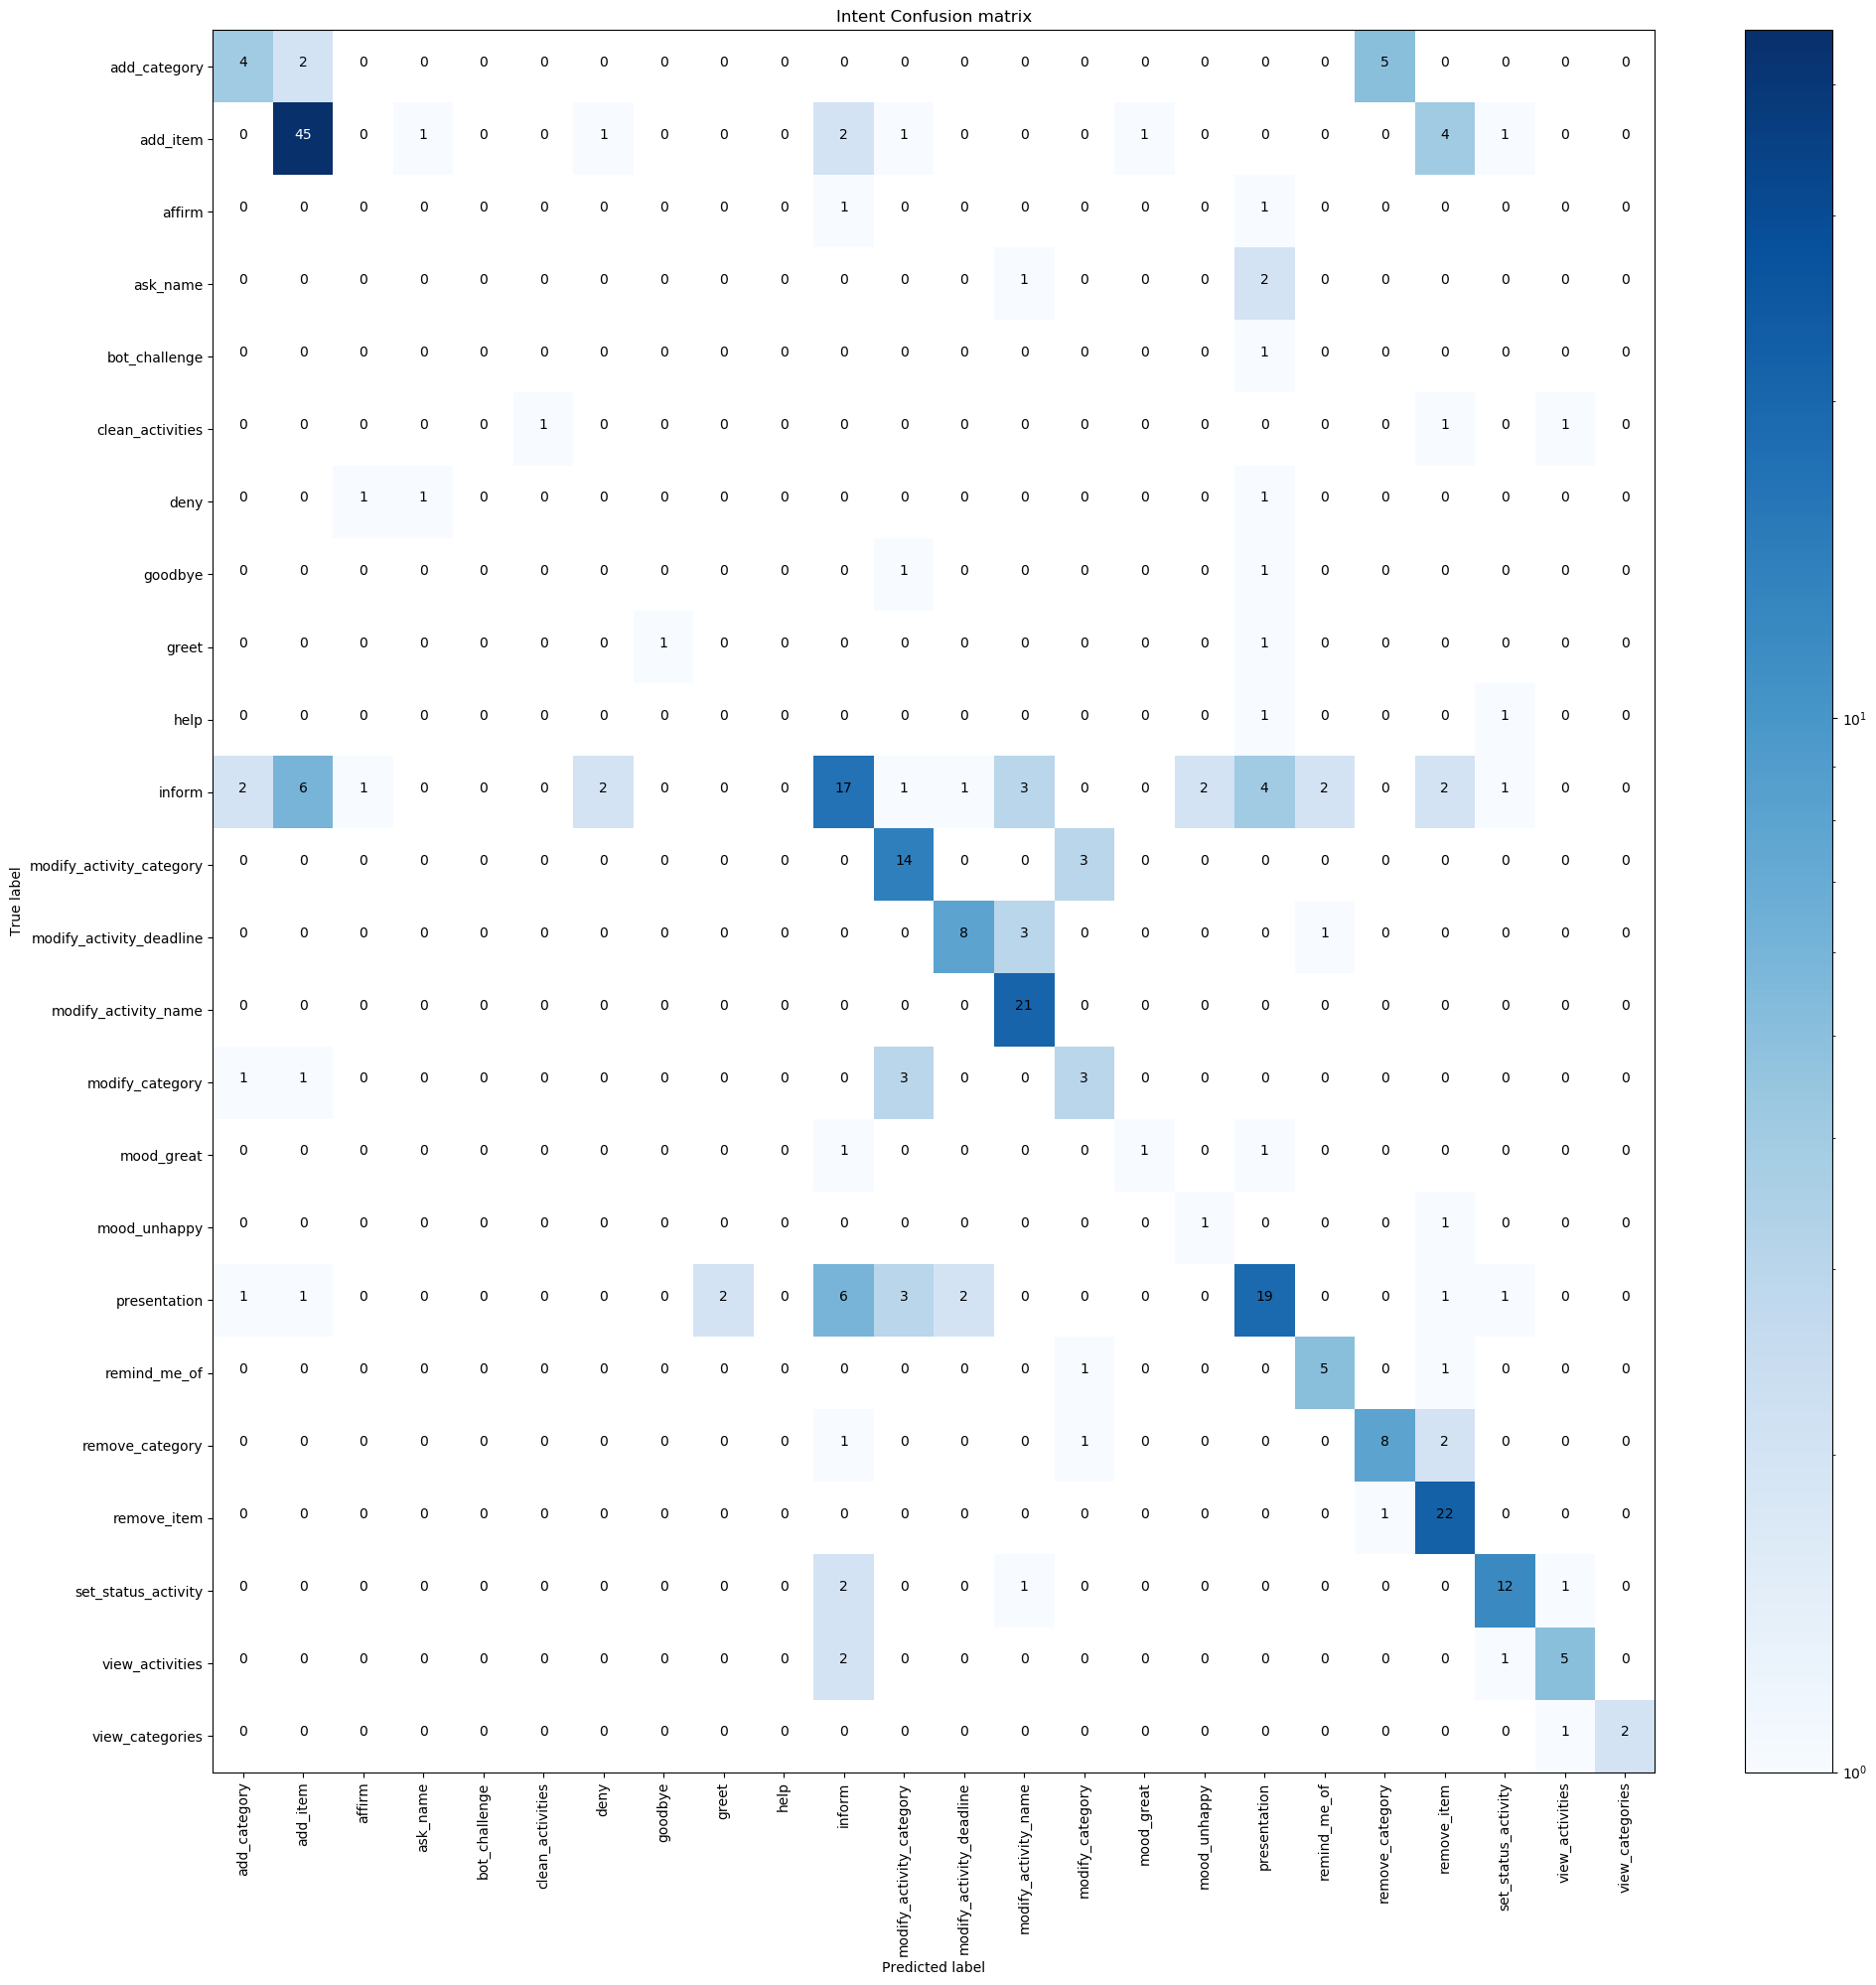 Intent Confusion matrix
add_category 4 2 0 0 0 0 0 0 0 0 0 0 0 0 0 0 0 0 0 5 0 0 0 0
add_item 0 45 0 1 0 0 1 0 0 0 2 1 0 0 0 1 0 0 0 0 4 1 0 0
affirm 0 0 0 0 0 0 0 0 0 0 1 0 0 0 0 0 0 1 0 0 0 0 0 0
ask_name 0 0 0 0 0 0 0 0 0 0 0 0 0 1 0 0 0 2 0 0 0 0 0 0
bot_challenge 0 0 0 0 0 0 0 0 0 0 0 0 0 0 0 0 0 1 0 0 0 0 0 0
clean_activities 0 0 0 0 0 1 0 0 0 0 0 0 0 0 0 0 0 0 0 0 1 0 1 0
deny 0 0 1 1 0 0 0 0 0 0 0 0 0 0 0 0 0 1 0 0 0 0 0 0
goodbye 0 0 0 0 0 0 0 0 0 0 0 1 0 0 0 0 0 1 0 0 0 0 0 0
greet 0 0 0 0 0 0 0 1 0 0 0 0 0 0 0 0 0 1 0 0 0 0 0 0
help 0 0 0 0 0 0 0 0 0 0 0 0 0 0 0 0 0 1 0 0 0 1 0 0
inform 2 6 1 0 0 0 2 0 0 0 17 1 1 3 0 0 2 4 2 0 2 1 0 0
modify_activity_category 0 0 0 0 0 0 0 0 0 0 0 14 0 0 3 0 0 0 0 0 0 0 0 0
modify_activity_deadline 0 0 0 0 0 0 0 0 0 0 0 0 8 3 0 0 0 0 1 0 0 0 0 0
modify_activity_name 0 0 0 0 0 0 0 0 0 0 0 0 0 21 0 0 0 0 0 0 0 0 0 0
modify_category 1 1 0 0 0 0 0 0 0 0 0 3 0 0 3 0 0 0 0 0 0 0 0 0
mood_great 0 0 0 0 0 0 0 0 0 0 1 0 0 0 0 1 0 1 0 0 0 0 0 0
mood_unhappy 0 0 0 0 0 0 0 0 0 0 0 0 0 0 0 0 1 0 0 0 1 0 0 0
presentation 1 1 0 0 0 0 0 0 2 0 6 3 2 0 0 0 0 19 0 0 1 1 0 0
remind_me_of 0 0 0 0 0 0 0 0 0 0 0 0 0 0 1 0 0 0 5 0 1 0 0 0
remove_category 0 0 0 0 0 0 0 0 0 0 1 0 0 0 1 0 0 0 0 8 2 0 0 0
remove_item 0 0 0 0 0 0 0 0 0 0 0 0 0 0 0 0 0 0 0 1 22 0 0 0
set_status_activity 0 0 0 0 0 0 0 0 0 0 2 0 0 1 0 0 0 0 0 0 0 12 1 0
view_activities 0 0 0 0 0 0 0 0 0 0 2 0 0 0 0 0 0 0 0 0 0 1 5 0
view_categories 0 0 0 0 0 0 0 0 0 0 0 0 0 0 0 0 0 0 0 0 0 0 1 2
True label
add_category
add_item
affirm
ask_name
bot_challenge
clean_activities
deny
goodbye
greet
help
inform
modify_activity_category
modify_activity_deadline
modify_activity_name
modify_category
mood_great
mood_unhappy
presentation
remind_me_of
remove_category
remove_item
set_status_activity
view_activities
view_categories
Predicted label
10¹
10⁰